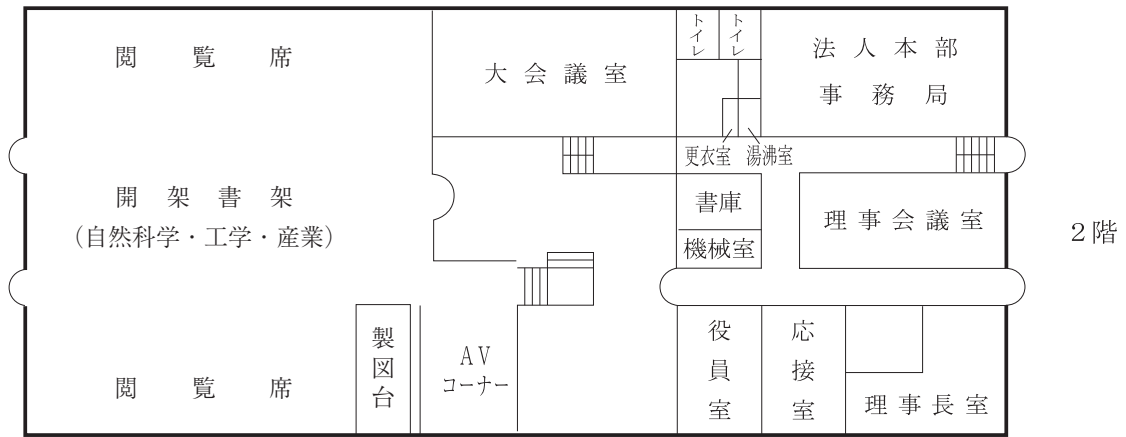 閲覧席
大会議室
トイレ
トイレ
法人本部
事務局
更衣室
湯沸室
開架書架
(自然科学・工学・産業)
書庫
機械室
理事会議室
2階
製図台
AV
コーナー
役員室
応接室
理事長室
閲覧席